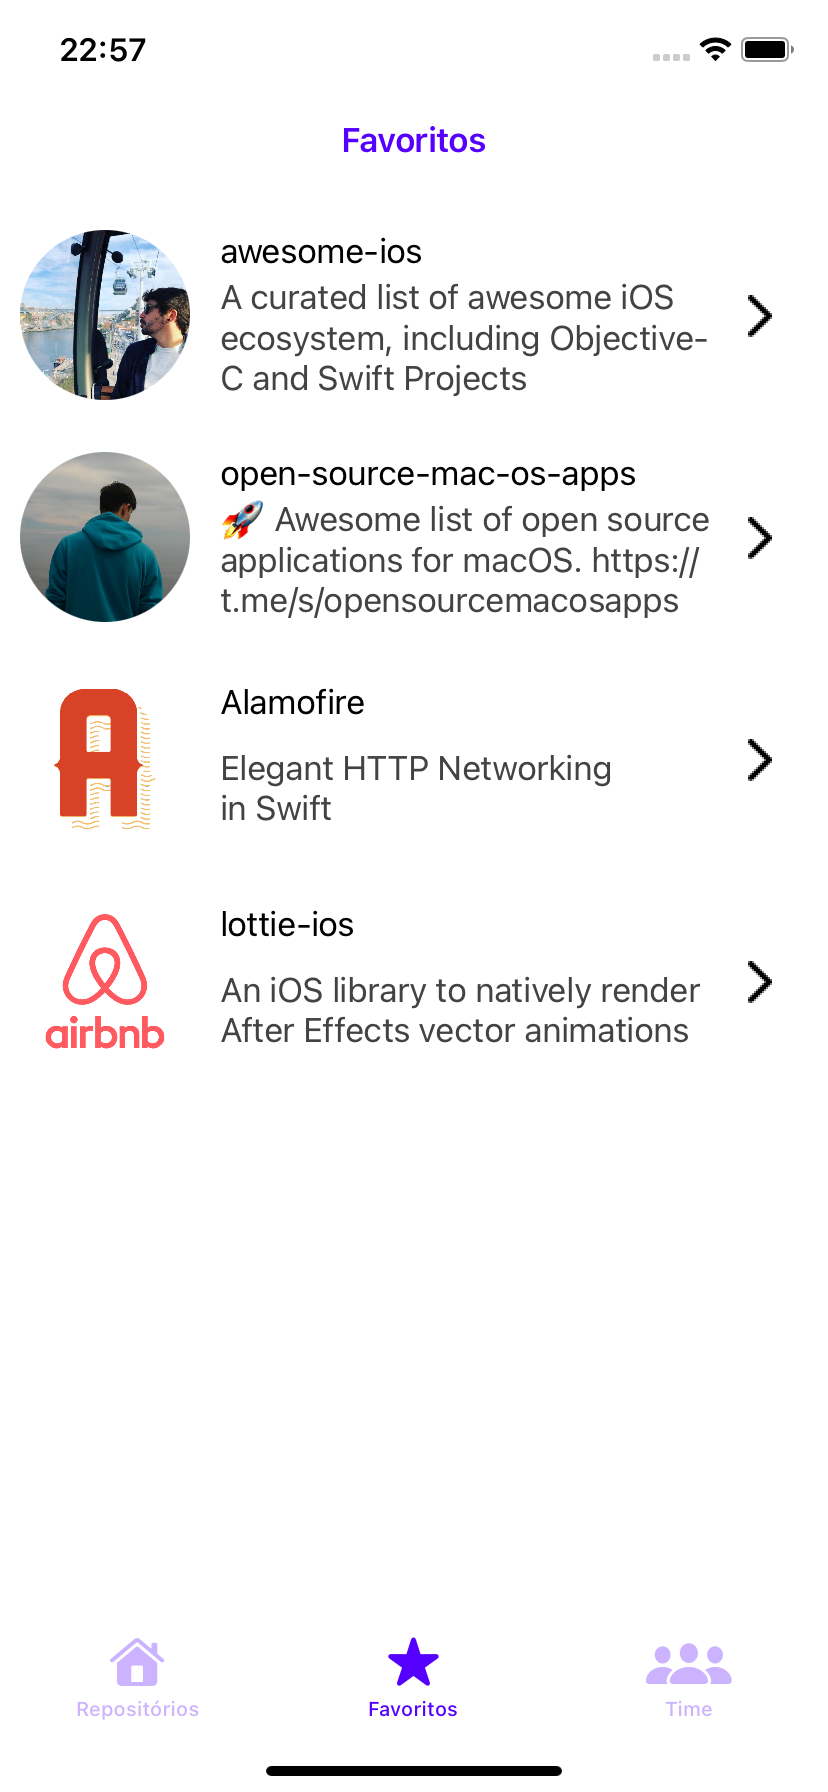 22:57
Favoritos
awesome-ios
A curated list of awesome iOS
ecosystem, including Objective-
C and Swift Projects
open-source-mac-os-apps
🚀 Awesome list of open source
applications for macOS. https://
t.me/s/opensourcemacosapps
Alamofire
Elegant HTTP Networking
in Swift
lottie-ios
An iOS library to natively render
After Effects vector animations
airbnb
Repositórios
Favoritos
Time